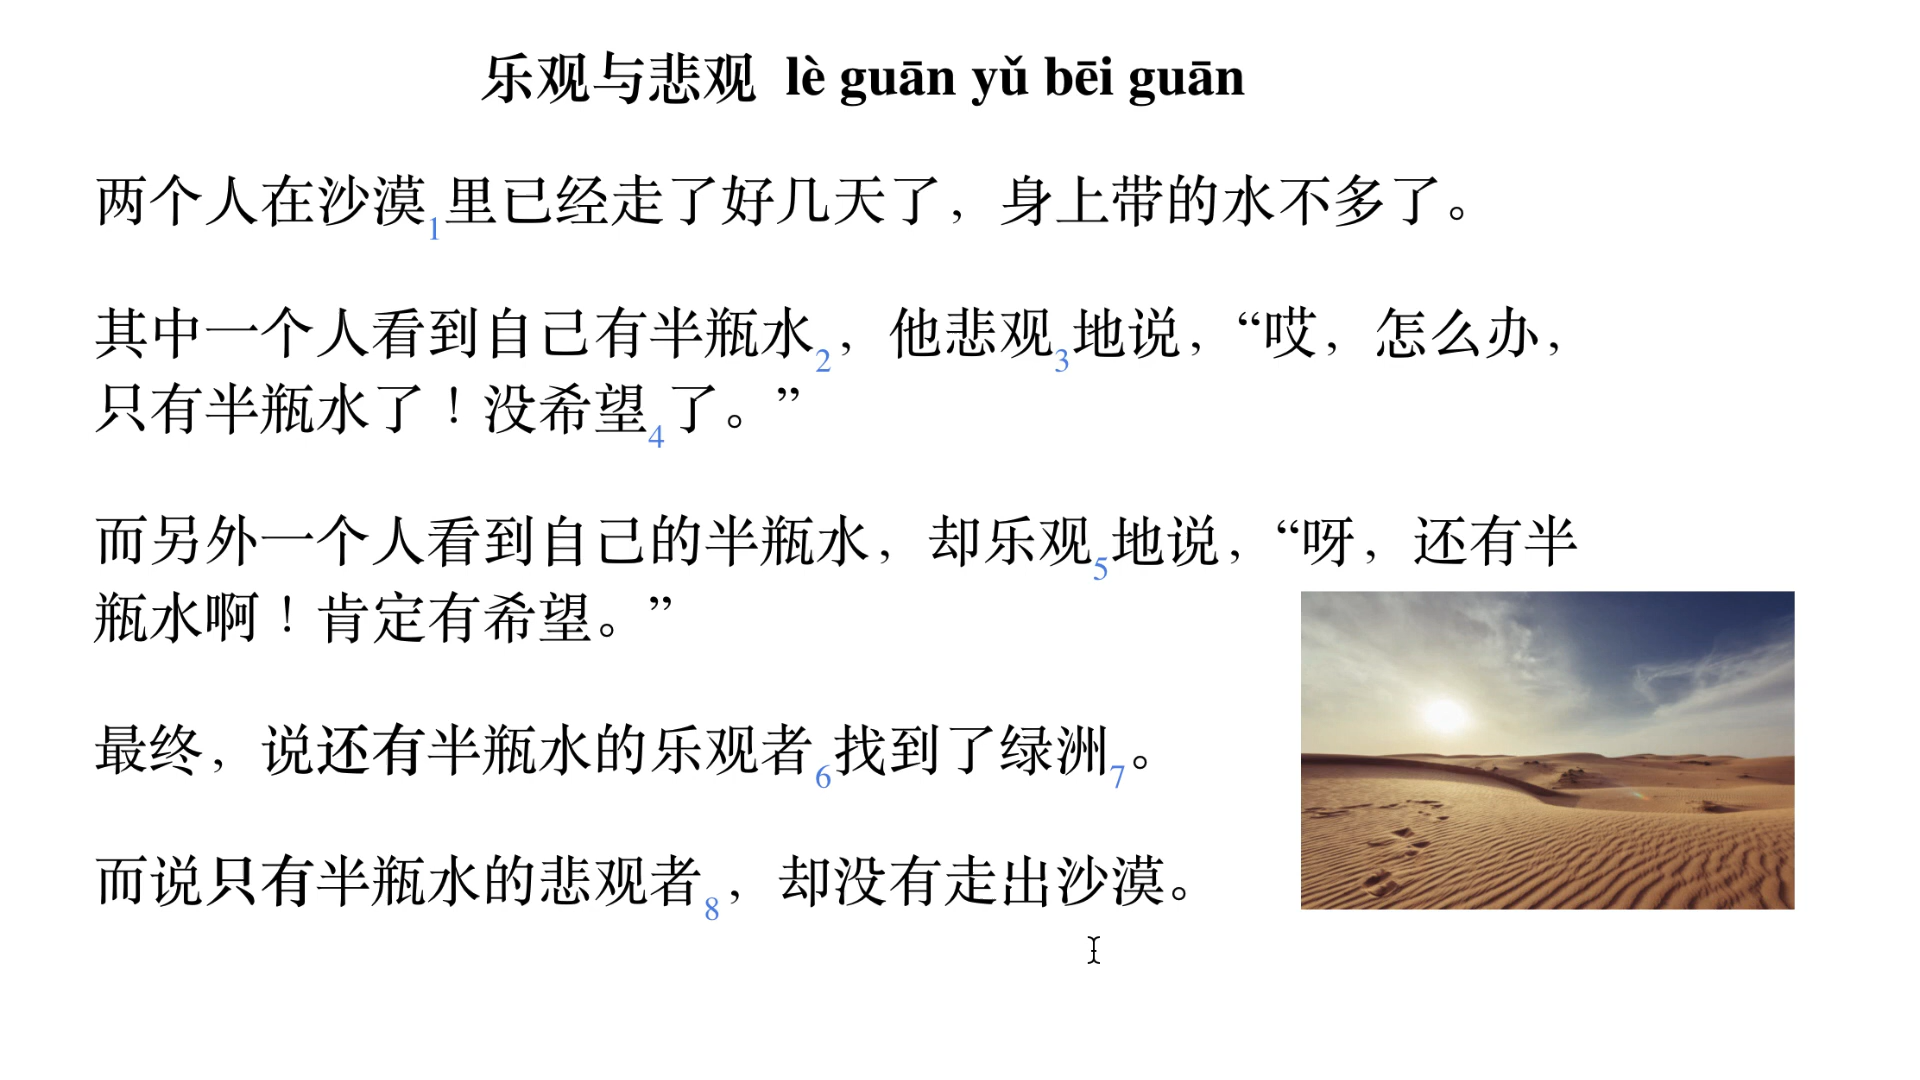 乐观与悲观 lè guān yǔ bēi guān
两个人在沙漠1里已经走了好几天了，身上带的水不多了。
其中一个人看到自己有半瓶水2，他悲观3地说，“哎，怎么办，
只有半瓶水了！没希望4了。”
而另外一个人看到自己的半瓶水，却乐观5地说，“呀，还有半
瓶水啊！肯定有希望。”
最终，说还有半瓶水的乐观者6找到了绿洲7。
而说只有半瓶水的悲观者8，却没有走出沙漠。